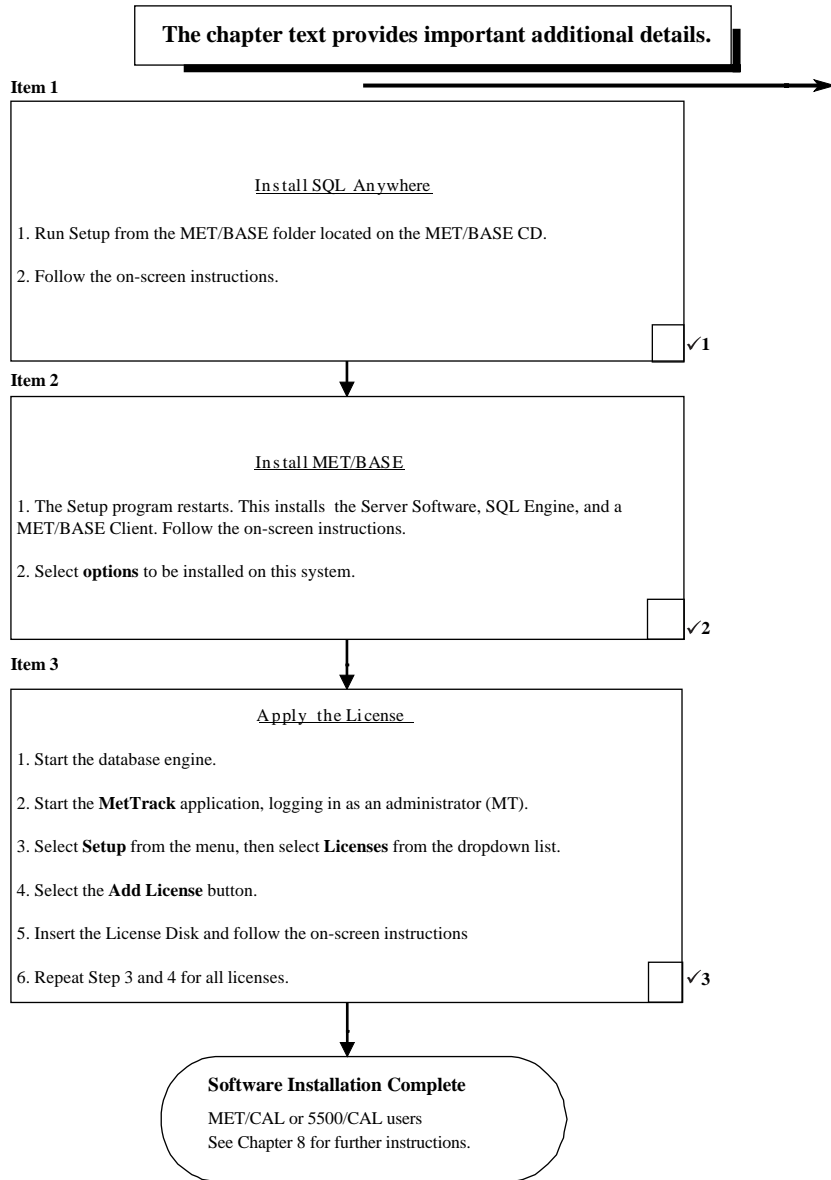 The chapter text provides important additional details.
Item 1
Install SQL Anywhere
1. Run Setup from the MET/BASE folder located on the MET/BASE CD.
2. Follow the on-screen instructions.
✓1
Item 2
Install MET/BASE
1. The Setup program restarts. This installs the Server Software, SQL Engine, and a
MET/BASE Client. Follow the on-screen instructions.
2. Select options to be installed on this system.
✓2
Item 3
Apply the License
1. Start the database engine.
2. Start the MetTrack application, logging in as an administrator (MT).
3. Select Setup from the menu, then select Licenses from the dropdown list.
4. Select the Add License button.
5. Insert the License Disk and follow the on-screen instructions
6. Repeat Step 3 and 4 for all licenses.
✓3
Software Installation Complete
MET/CAL or 5500/CAL users
See Chapter 8 for further instructions.